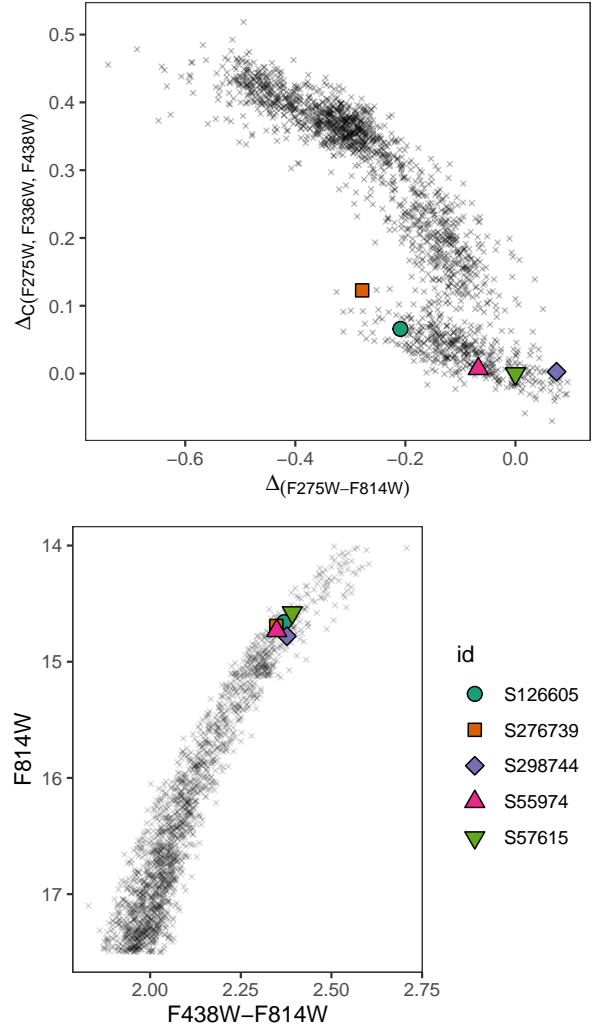 0.5
0.4
0.3
0.2
0.1
0.0
ΔC(F275W, F336W, F438W)
−0.6 −0.4 −0.2 0.0
Δ(F275W−F814W)
14
15
16
17
F814W
2.00 2.25 2.50 2.75
F438W−F814W
id
S126605
S276739
S298744
S55974
S57615